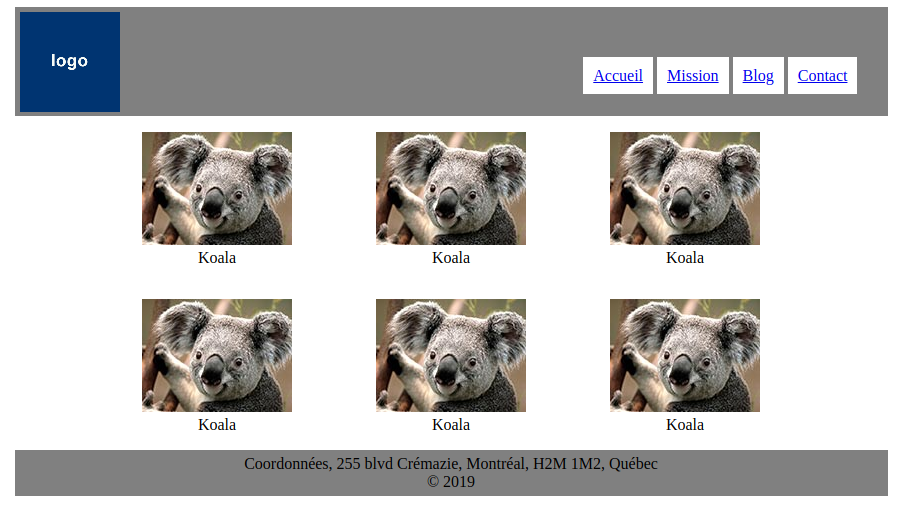 logo
Accueil Mission Blog Contact
Koala Koala Koala
Koala Koala Koala
Coordonnées, 255 blvd Crémazie, Montréal, H2M 1M2, Québec
© 2019